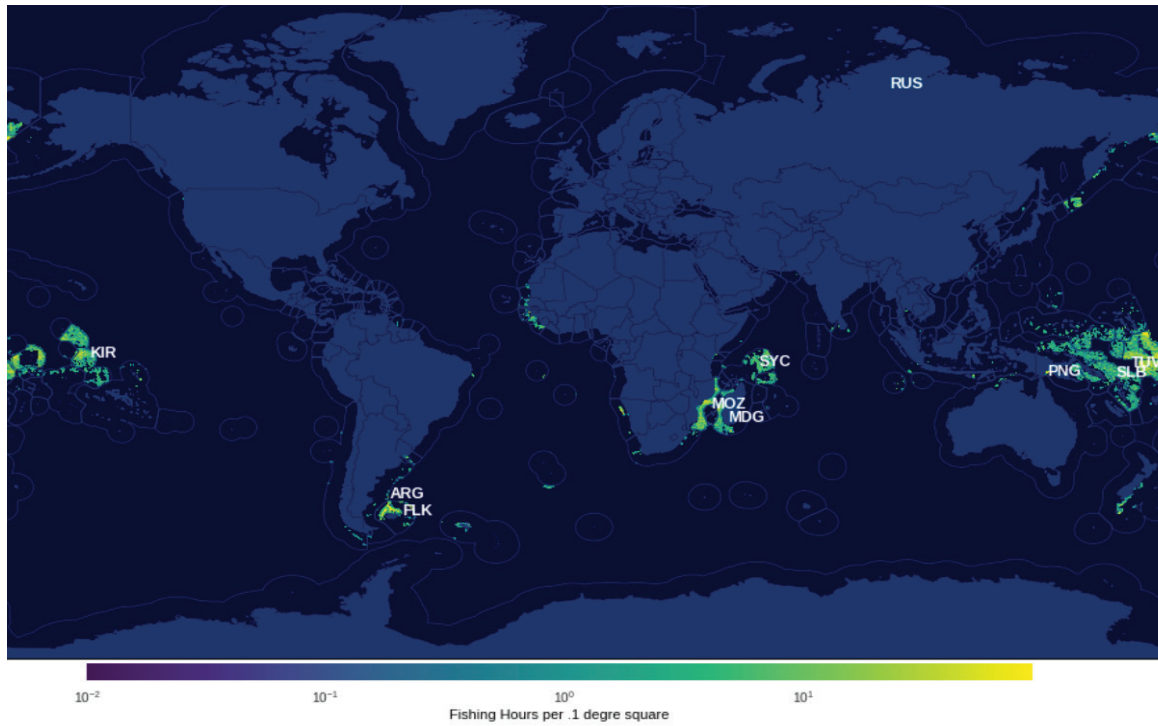 RUS
KIR
SYC
PNG
SLB
TUV
MOZ
MDG
ARG
FLK
10⁻² 10⁻¹ 10⁰ 10¹
Fishing Hours per .1 degre square